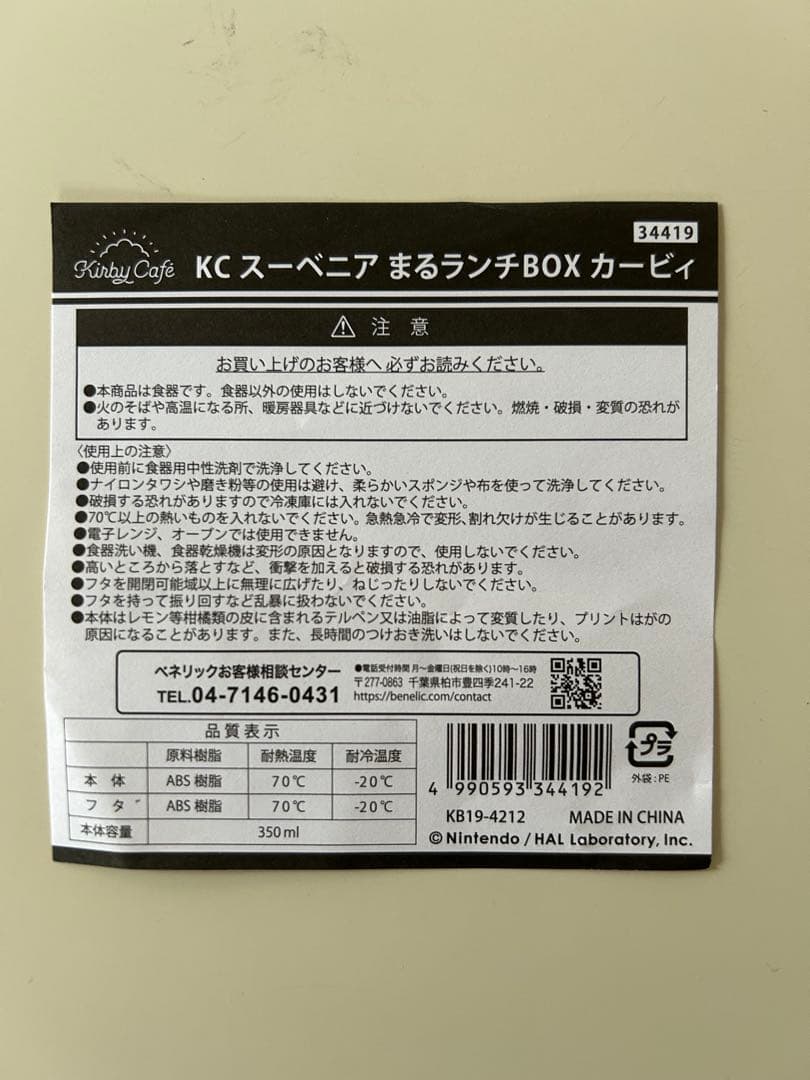 34419
Kirby Café KC スーベニア まるランチBOX カービィ
⚠ 注 意
お買い上げのお客様へ 必ずお読みください。
●本商品は食器です。食器以外の使用はしないでください。
●火のそばや高温になる所、暖房器具などに近づけないでください。燃焼・破損・変質の恐れが
あります。
〈使用上の注意〉
●使用前に食器用中性洗剤で洗浄してください。
●ナイロンタワシや磨き粉等の使用は避け、柔らかいスポンジや布を使って洗浄してください。
●破損する恐れがありますので冷凍庫には入れないでください。
●70℃以上の熱いものを入れないでください。急熱急冷で変形、割れ欠けが生じることがあります。
●電子レンジ、オーブンでは使用できません。
●食器洗い機、食器乾燥機は変形の原因となりますので、使用しないでください。
●高いところから落とすなど、衝撃を加えると破損する恐れがあります。
●フタを開閉可能域以上に無理に広げたり、ねじったりしないでください。
●フタを持って振り回すなど乱暴に扱わないでください。
●本体はレモン等柑橘類の皮に含まれるテルペン又は油脂によって変質したり、プリントはがの
原因になることがあります。また、長時間のつけおき洗いはしないでください。
ベネリックお客様相談センター
TEL.04-7146-0431
●電話受付時間 月〜金曜日(祝日を除く)10時〜16時
〒277-0863 千葉県柏市豊四季241-22
https://benelic.com/contact
品質表示
原料樹脂 耐熱温度 耐冷温度
本体 ABS 樹脂 70℃ -20℃
フタ ABS 樹脂 70℃ -20℃
本体容量 350ml
4 990593 344192
プラ
外袋:PE
KB19-4212 MADE IN CHINA
© Nintendo / HAL Laboratory, Inc.